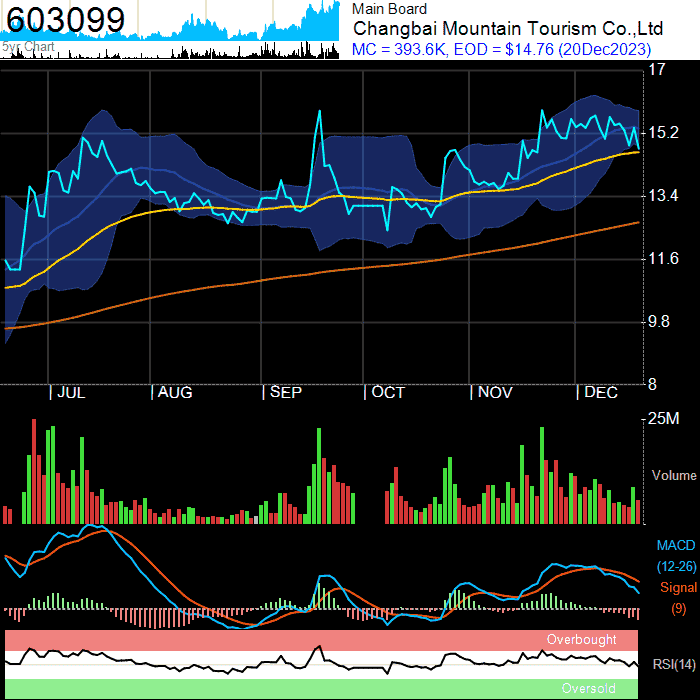 603099
5yr Chart
Main Board
Changbai Mountain Tourism Co.,Ltd
MC = 393.6K, EOD = $14.76 (20Dec2023)
17
15.2
13.4
11.6
9.8
8
| JUL
| AUG
| SEP
| OCT
| NOV
| DEC
25M
Volume
MACD
(12-26)
Signal
(9)
Overbought
RSI(14)
Oversold